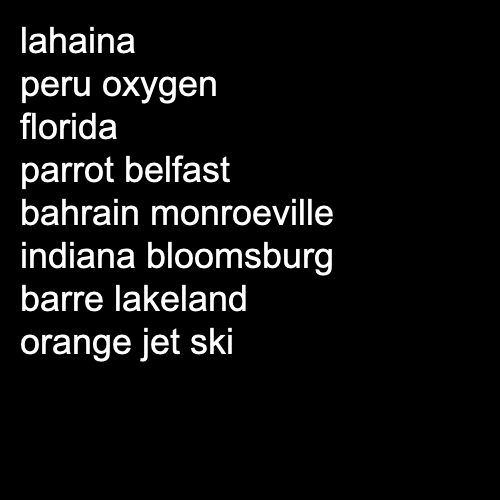 lahaina
peru oxygen
florida
parrot belfast
bahrain monroeville
indiana bloomsburg
barre lakeland
orange jet ski